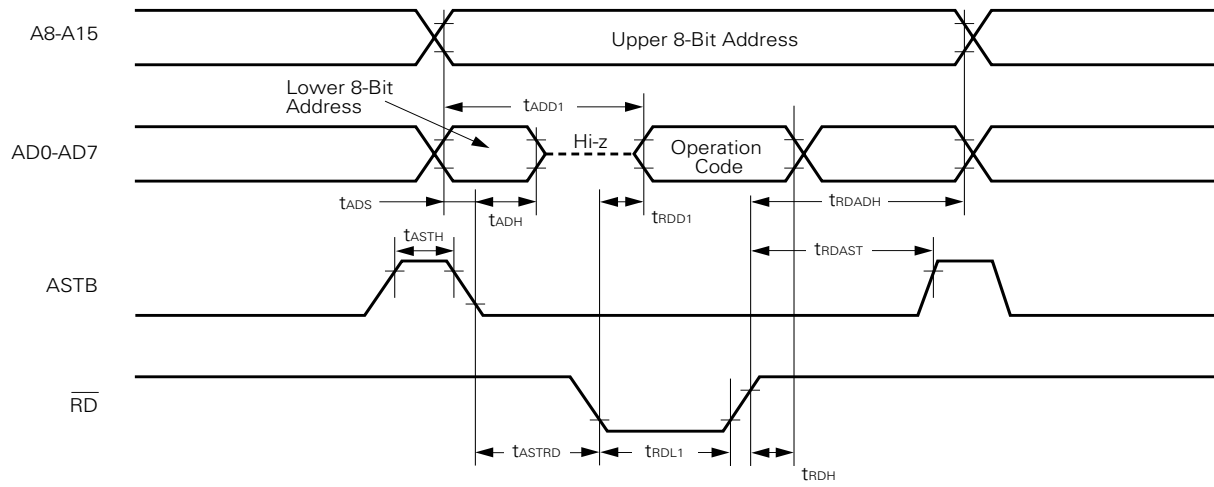 A8-A15
Upper 8-Bit Address
Lower 8-Bit
Address
tADD1
AD0-AD7
Hi-z
Operation
Code
tADS
tADH
tRDD1
tRDADH
tASTH
tRDAST
ASTB
RD
tASTRD
tRDL1
tRDH